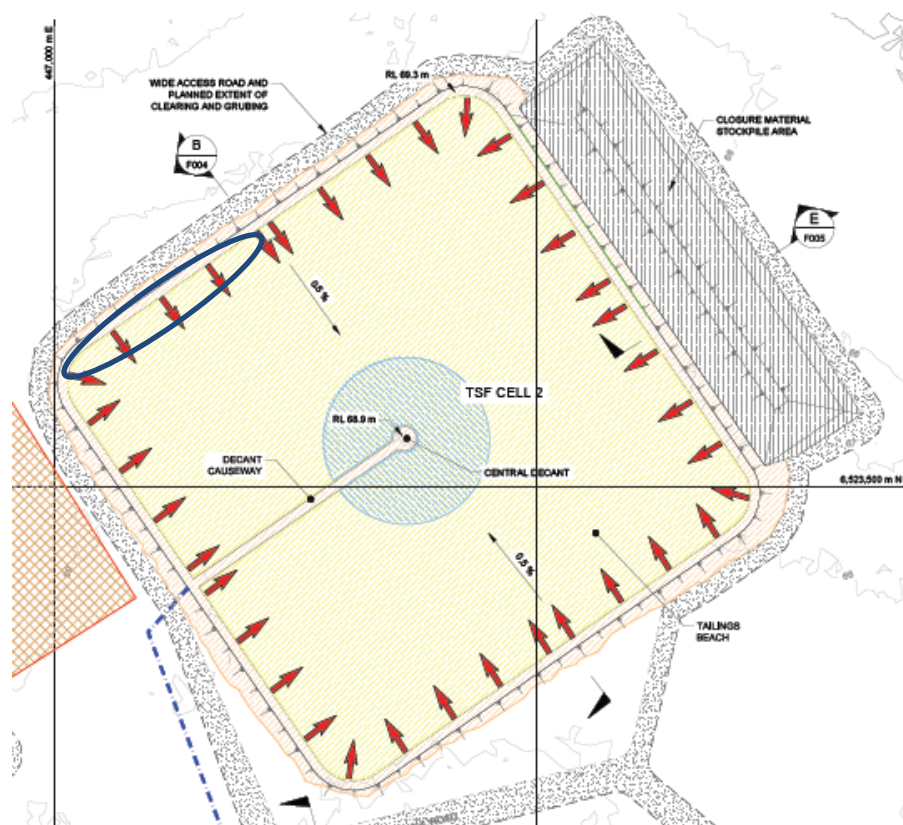 447,000 m E
RL 69.3 m
WIDE ACCESS ROAD AND
PLANNED EXTENT OF
CLEARING AND GRUBING
B
F004
CLOSURE MATERIAL
STOCKPILE AREA
E
F005
0.5 %
TSF CELL 2
RL 68.9 m
DECANT
CAUSEWAY
CENTRAL DECANT
6,523,500 m N
0.5 %
TAILINGS
BEACH
ROAD